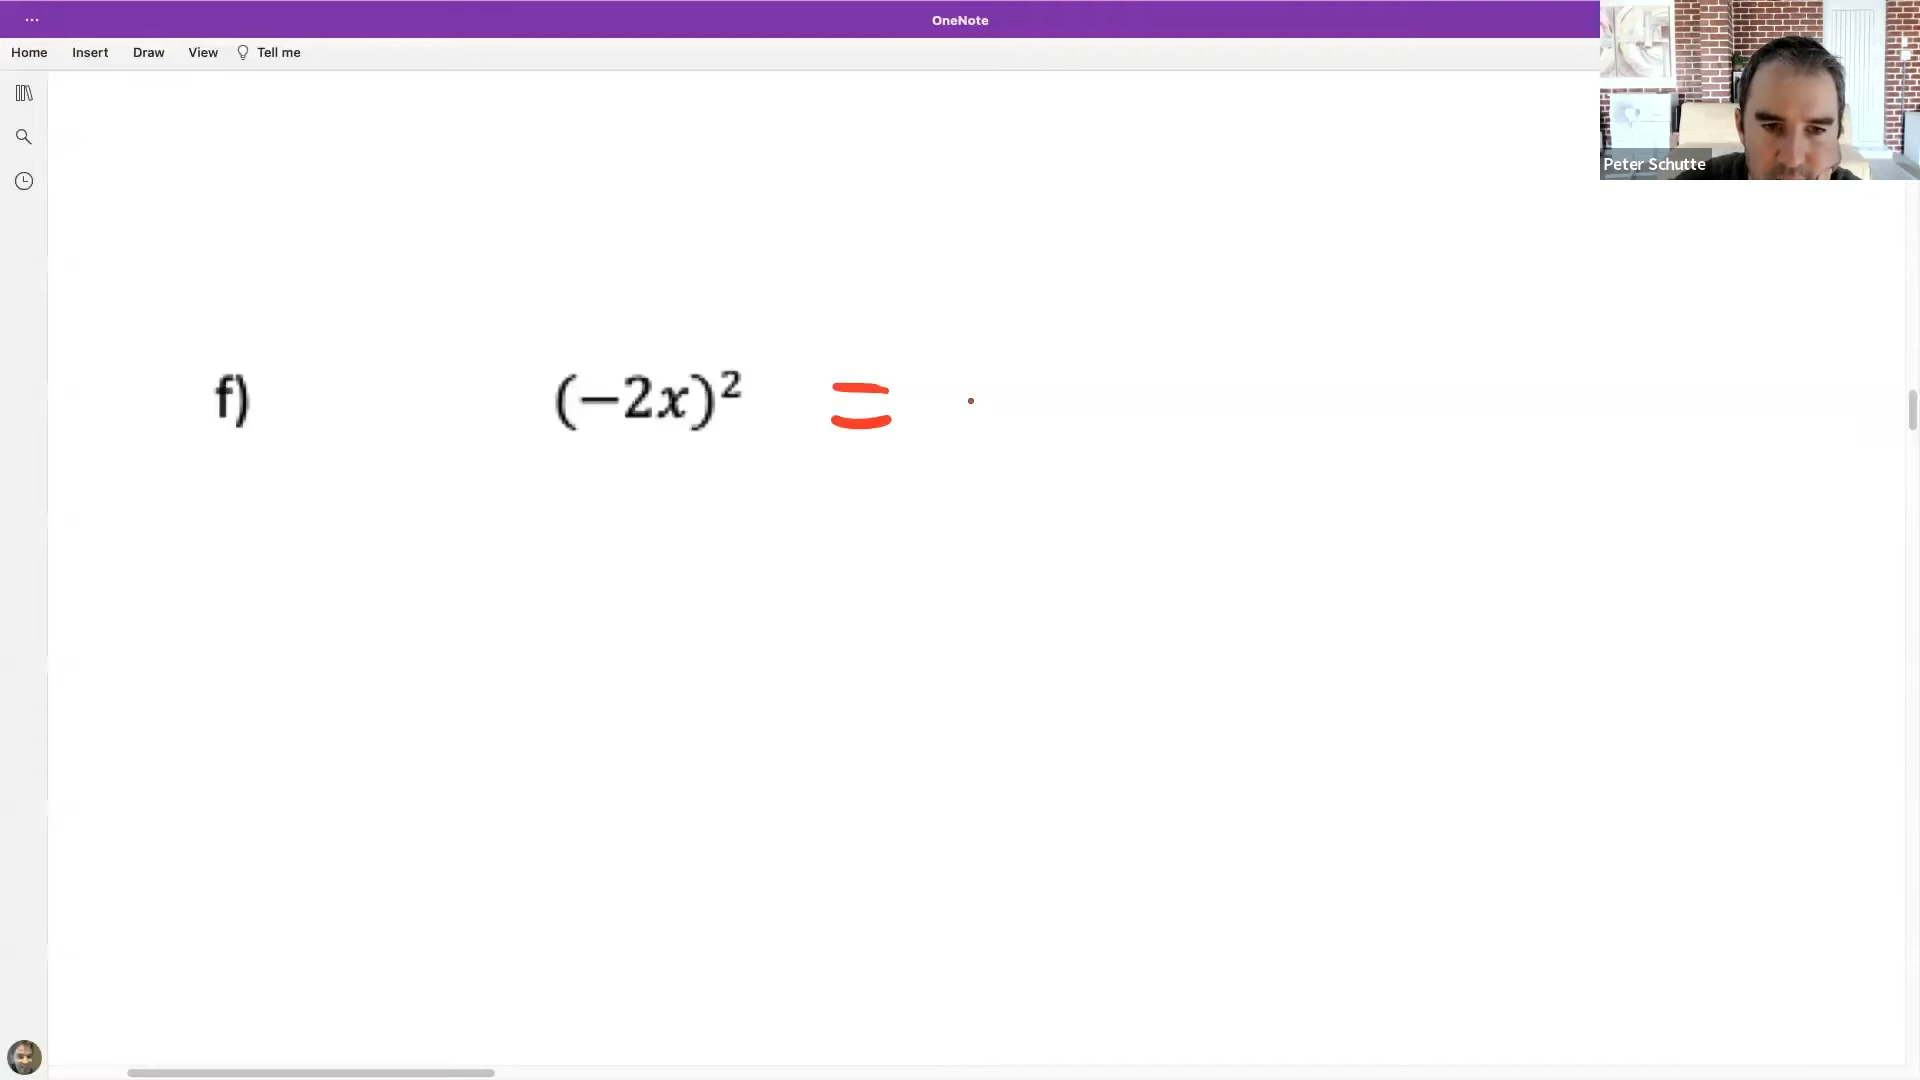 OneNote
Home Insert Draw View Tell me
Peter Schutte
f) (−2x)² =